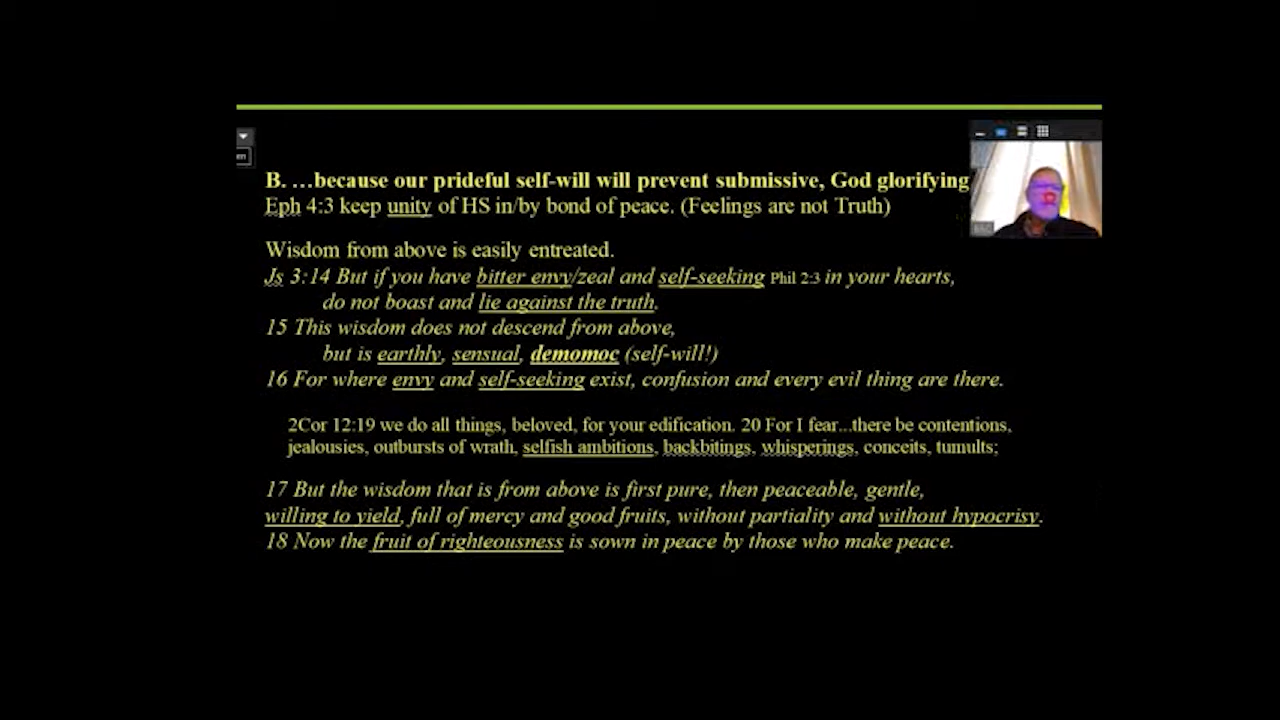 B. …because our prideful self-will will prevent submissive, God glorifying
Eph 4:3 keep unity of HS in/by bond of peace. (Feelings are not Truth)
Wisdom from above is easily entreated.
Js 3:14 But if you have bitter envy/zeal and self-seeking Phil 2:3 in your hearts,
do not boast and lie against the truth.
15 This wisdom does not descend from above,
but is earthly, sensual, demomoc (self-will!)
16 For where envy and self-seeking exist, confusion and every evil thing are there.
2Cor 12:19 we do all things, beloved, for your edification. 20 For I fear...there be contentions,
jealousies, outbursts of wrath, selfish ambitions, backbitings, whisperings, conceits, tumults;
17 But the wisdom that is from above is first pure, then peaceable, gentle,
willing to yield, full of mercy and good fruits, without partiality and without hypocrisy.
18 Now the fruit of righteousness is sown in peace by those who make peace.